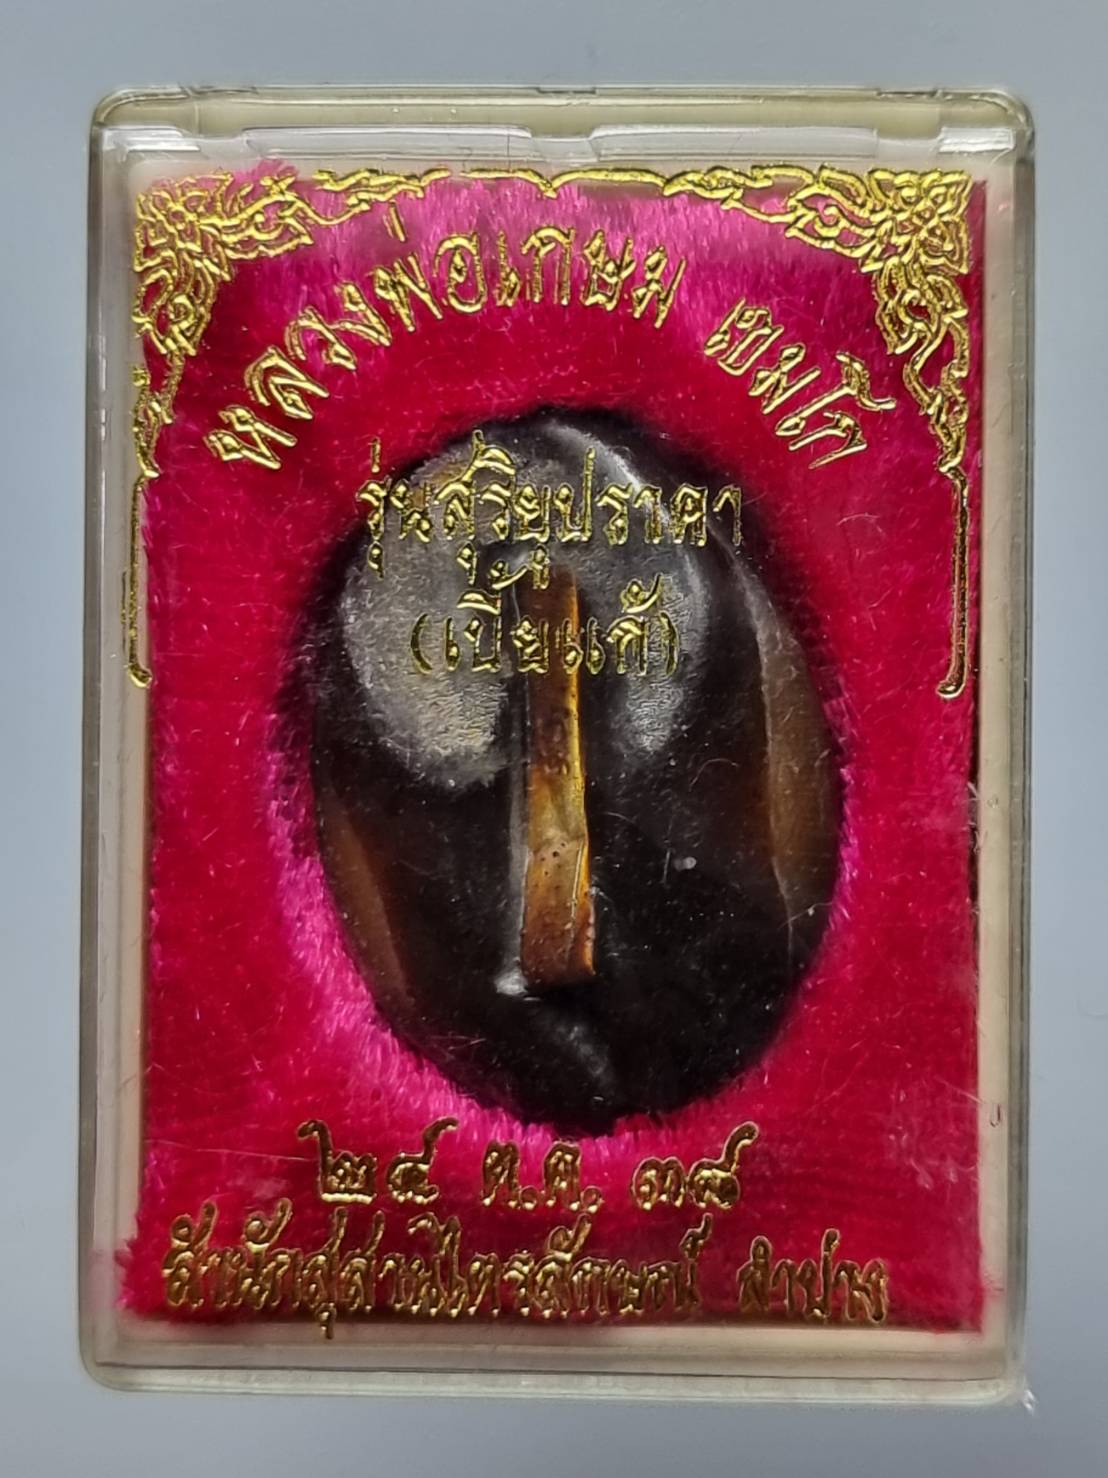 หลวงพ่อเกษม เขมโก
รุ่นสุริยุปราคา
(เบี้ยแก้)
๒๔ ต.ค. ๓๘
สำนักสุสานไตรลักษณ์ ลำปาง